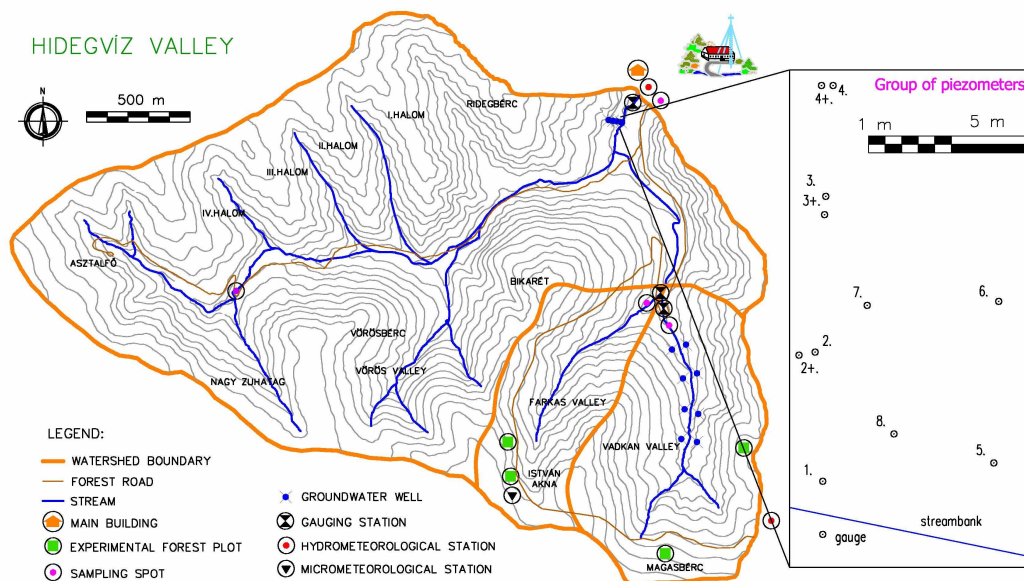 HIDEGVÍZ VALLEY
N
500 m
RIDEGBÉRC
I.HALOM
II.HALOM
III.HALOM
IV.HALOM
ASZTALFŐ
BIKARÉT
VÖRÖSBÉRC
VÖRÖS VALLEY
NAGY ZUHATAG
FARKAS VALLEY
VADKAN VALLEY
ISTVÁN
AKNA
MAGASBÉRC
LEGEND:
WATERSHED BOUNDARY
FOREST ROAD
STREAM
MAIN BUILDING
EXPERIMENTAL FOREST PLOT
SAMPLING SPOT
GROUNDWATER WELL
GAUGING STATION
HYDROMETEOROLOGICAL STATION
MICROMETEOROLOGICAL STATION
Group of piezometers
4.
4+.
1 m 5 m
3.
3+.
7.
6.
2.
2+.
8.
5.
1.
streambank
gauge